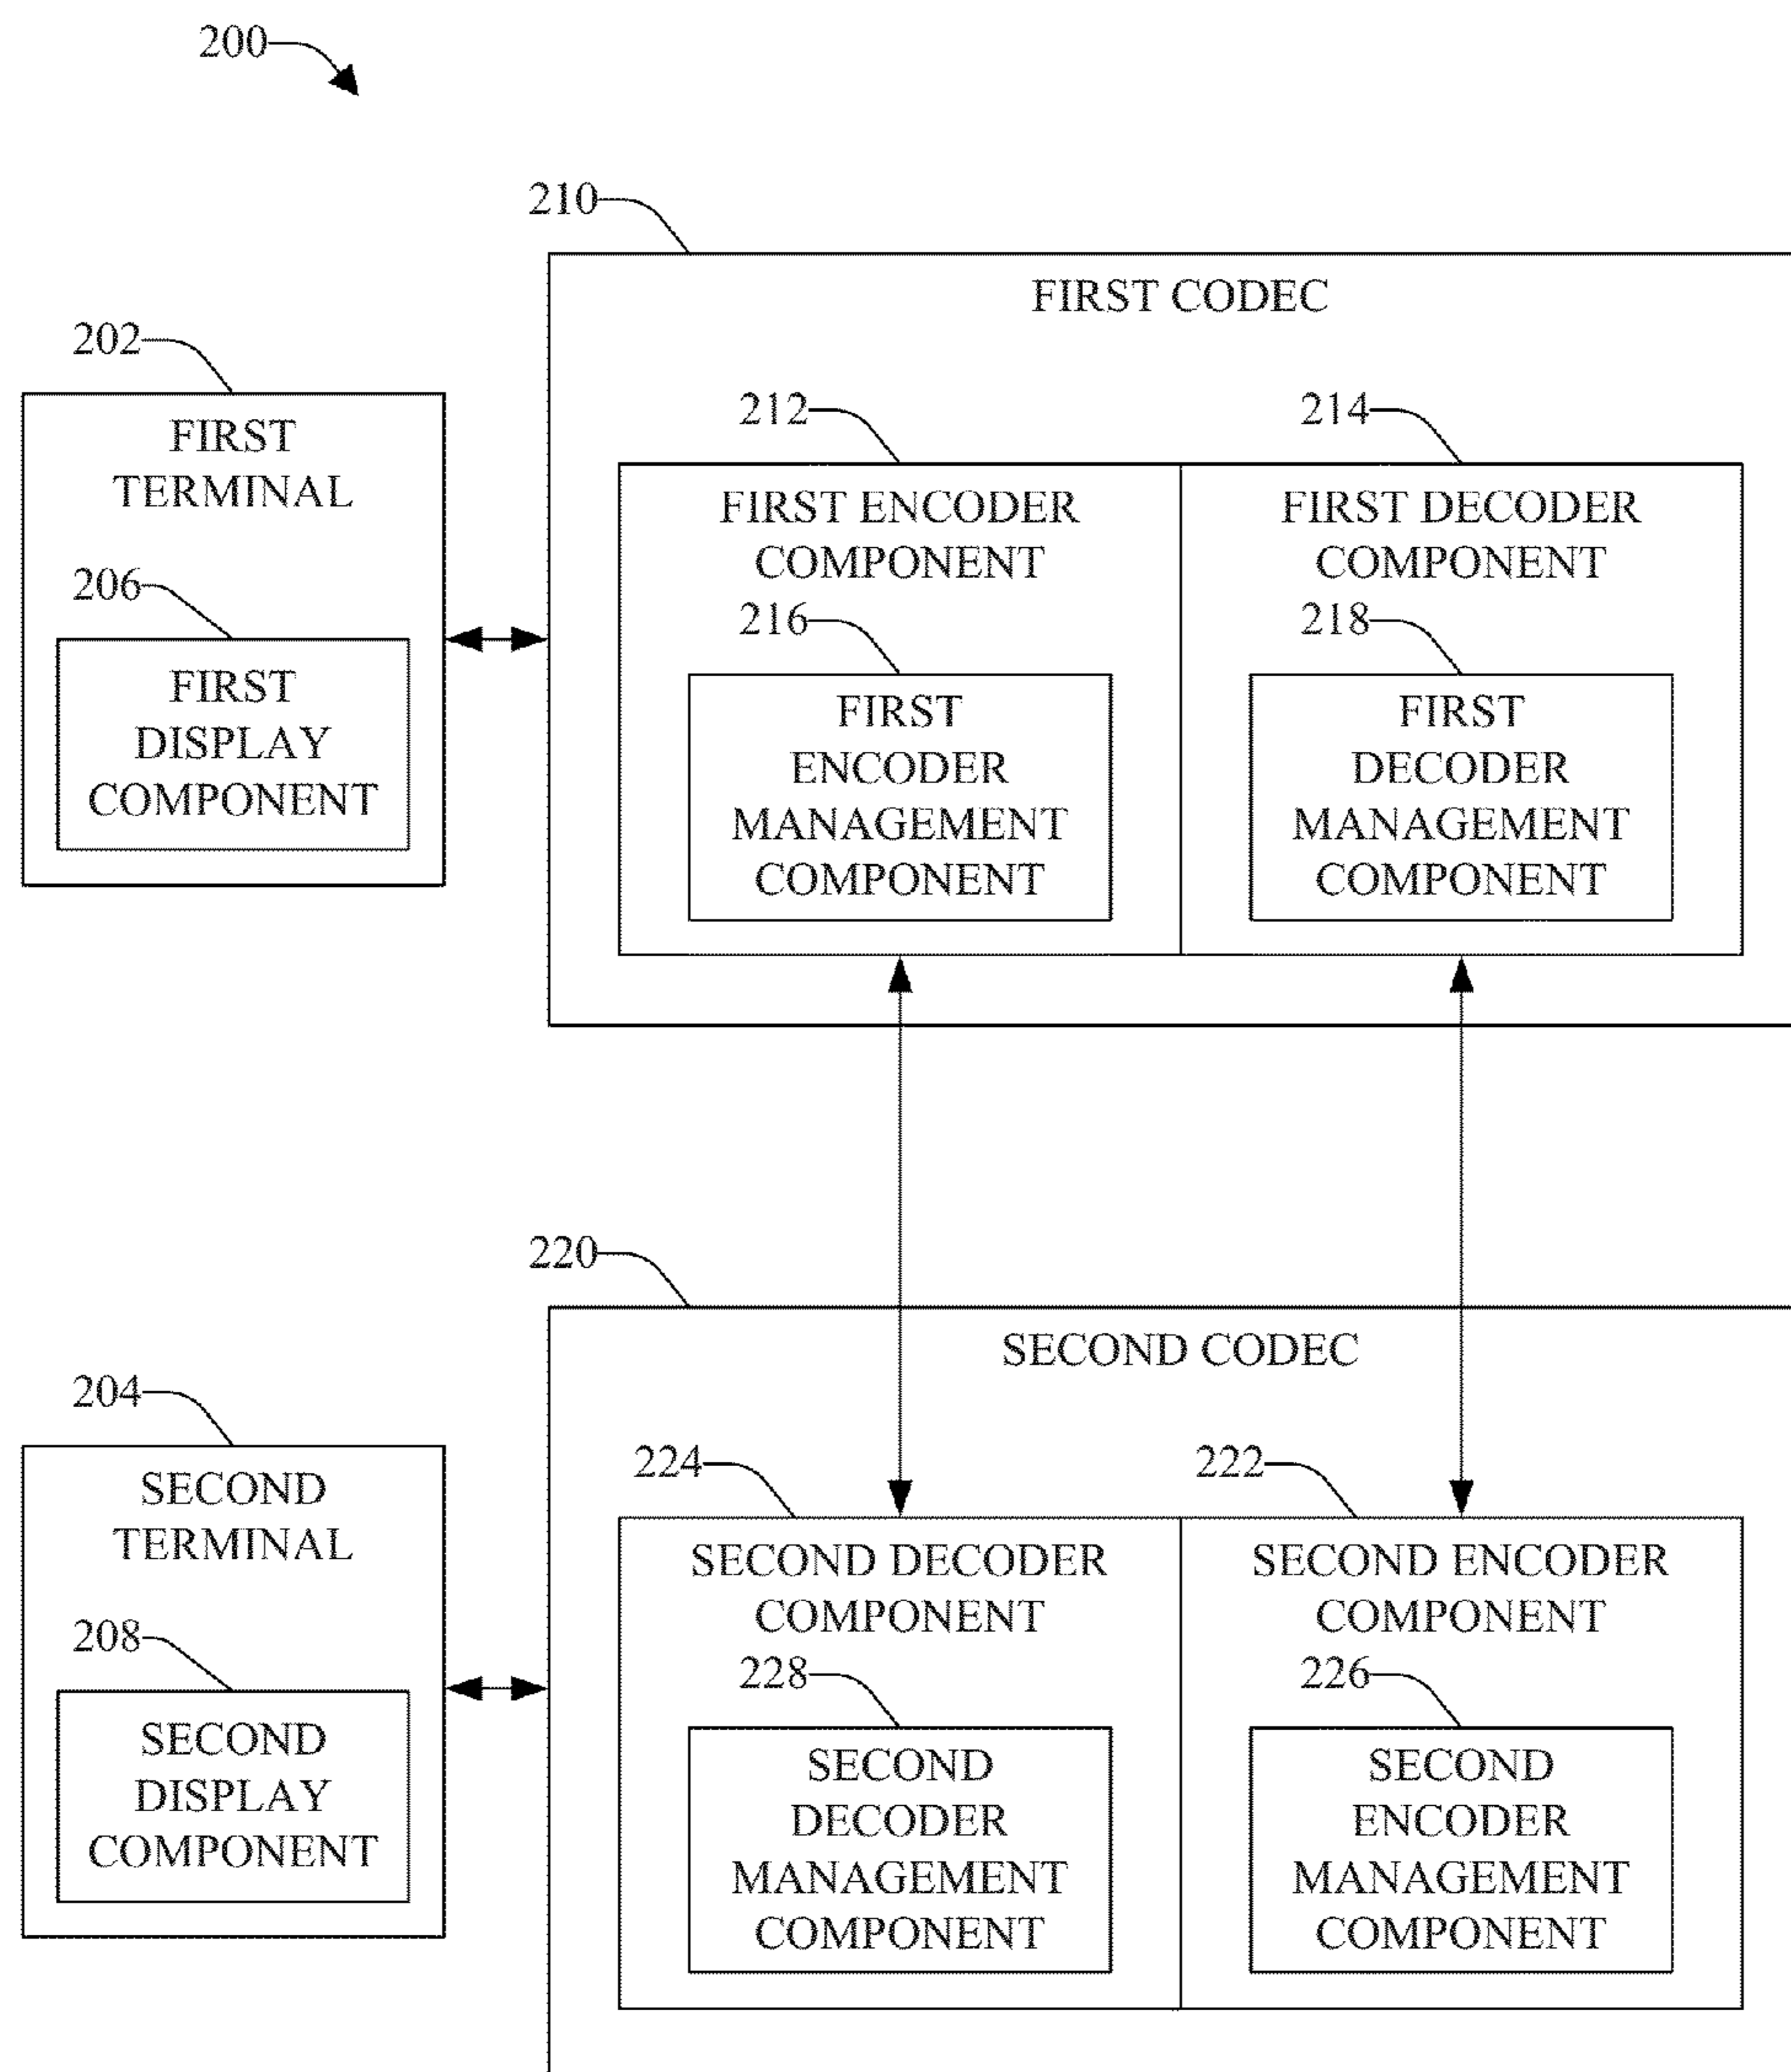 200
210
FIRST CODEC
202
FIRST
TERMINAL
206
FIRST
DISPLAY
COMPONENT
212
FIRST ENCODER
COMPONENT
216
FIRST
ENCODER
MANAGEMENT
COMPONENT
214
FIRST DECODER
COMPONENT
218
FIRST
DECODER
MANAGEMENT
COMPONENT
220
SECOND CODEC
204
SECOND
TERMINAL
208
SECOND
DISPLAY
COMPONENT
224
SECOND DECODER
COMPONENT
228
SECOND
DECODER
MANAGEMENT
COMPONENT
222
SECOND ENCODER
COMPONENT
226
SECOND
ENCODER
MANAGEMENT
COMPONENT